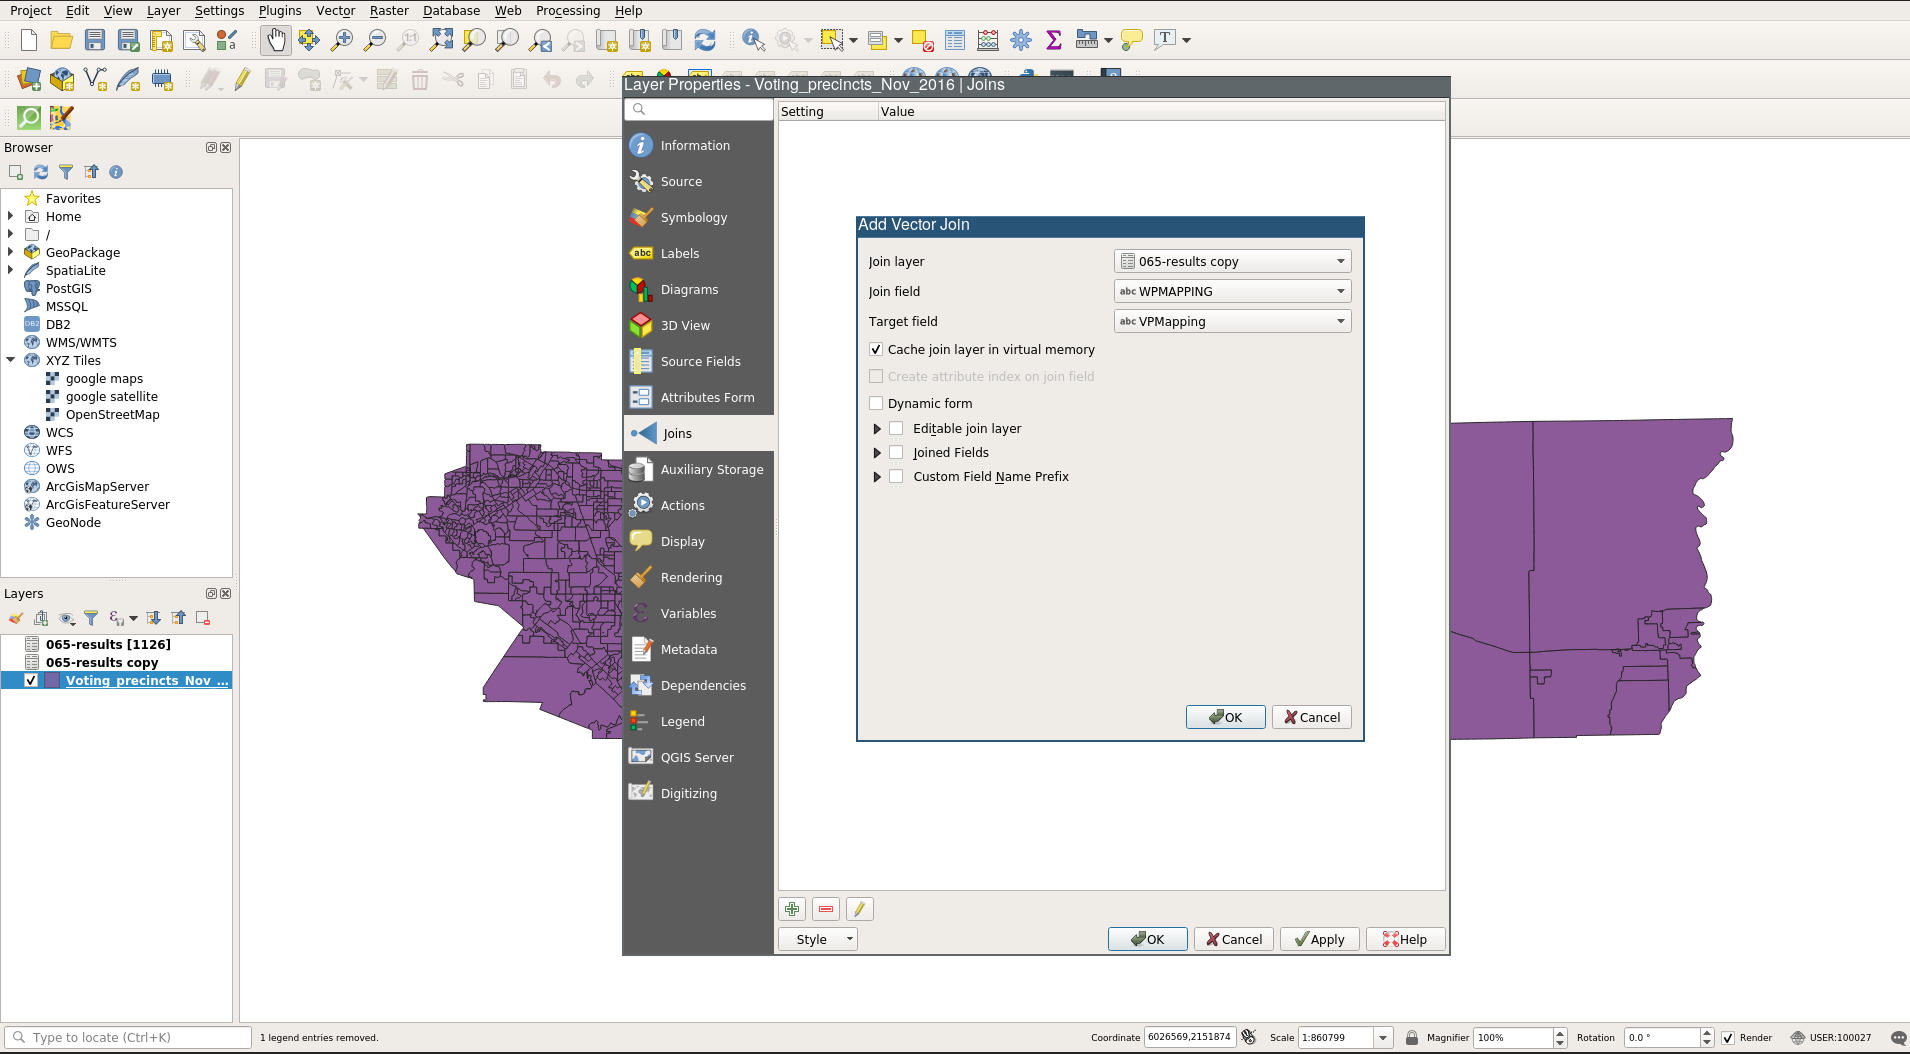 Project Edit View Layer Settings Plugins Vector Raster Database Web Processing Help
Layer Properties - Voting_precincts_Nov_2016 | Joins
Browser
Favorites
Home
/
GeoPackage
SpatiaLite
PostGIS
MSSQL
DB2
WMS/WMTS
XYZ Tiles
google maps
google satellite
OpenStreetMap
WCS
WFS
OWS
ArcGisMapServer
ArcGisFeatureServer
GeoNode
Layers
065-results [1126]
065-results copy
Voting_precincts_Nov_...
Information
Source
Symbology
abc Labels
Diagrams
3D View
Source Fields
Attributes Form
Joins
Auxiliary Storage
Actions
Display
Rendering
Variables
Metadata
Dependencies
Legend
QGIS Server
Digitizing
Setting Value
Add Vector Join
Join layer 065-results copy
Join field abc WPMAPPING
Target field abc VPMapping
Cache join layer in virtual memory
Create attribute index on join field
Dynamic form
Editable join layer
Joined Fields
Custom Field Name Prefix
OK Cancel
Style OK Cancel Apply Help
Type to locate (Ctrl+K) 1 legend entries removed. Coordinate 6026569,2151874 Scale 1:860799 Magnifier 100% Rotation 0.0 ° Render USER:100027